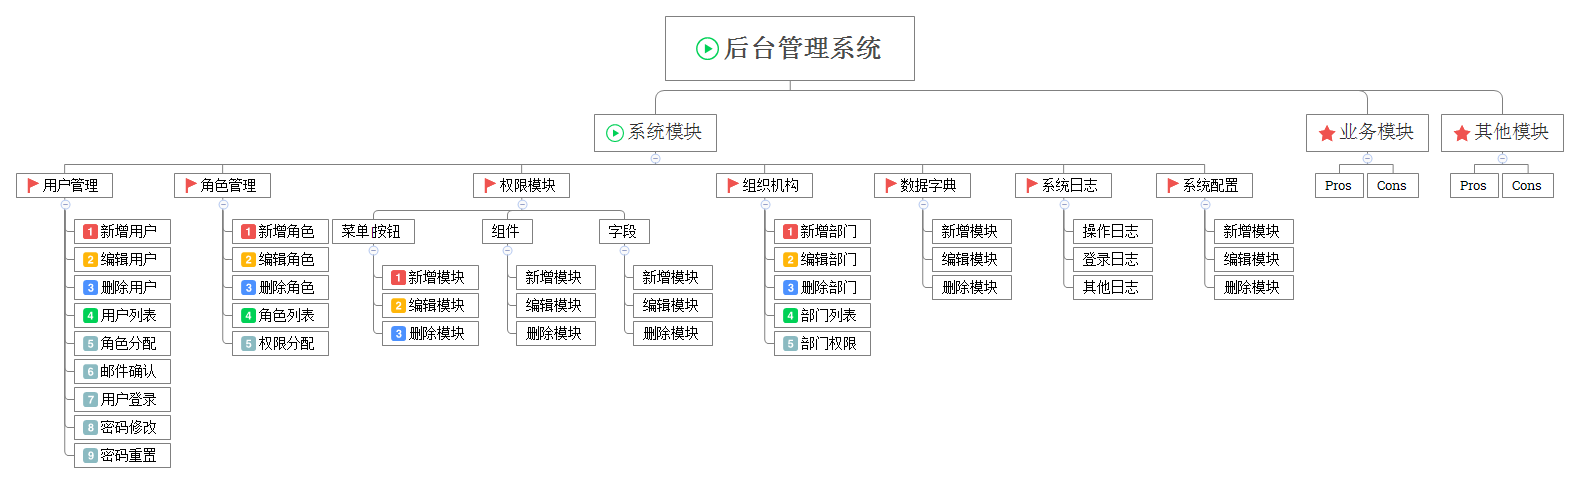 后台管理系统
系统模块
业务模块
其他模块
用户管理
角色管理
权限模块
组织机构
数据字典
系统日志
系统配置
Pros
Cons
Pros
Cons
1 新增用户
2 编辑用户
3 删除用户
4 用户列表
5 角色分配
6 邮件确认
7 用户登录
8 密码修改
9 密码重置
1 新增角色
2 编辑角色
3 删除角色
4 角色列表
5 权限分配
菜单按钮
1 新增模块
2 编辑模块
3 删除模块
组件
新增模块
编辑模块
删除模块
字段
新增模块
编辑模块
删除模块
1 新增部门
2 编辑部门
3 删除部门
4 部门列表
5 部门权限
新增模块
编辑模块
删除模块
操作日志
登录日志
其他日志
新增模块
编辑模块
删除模块